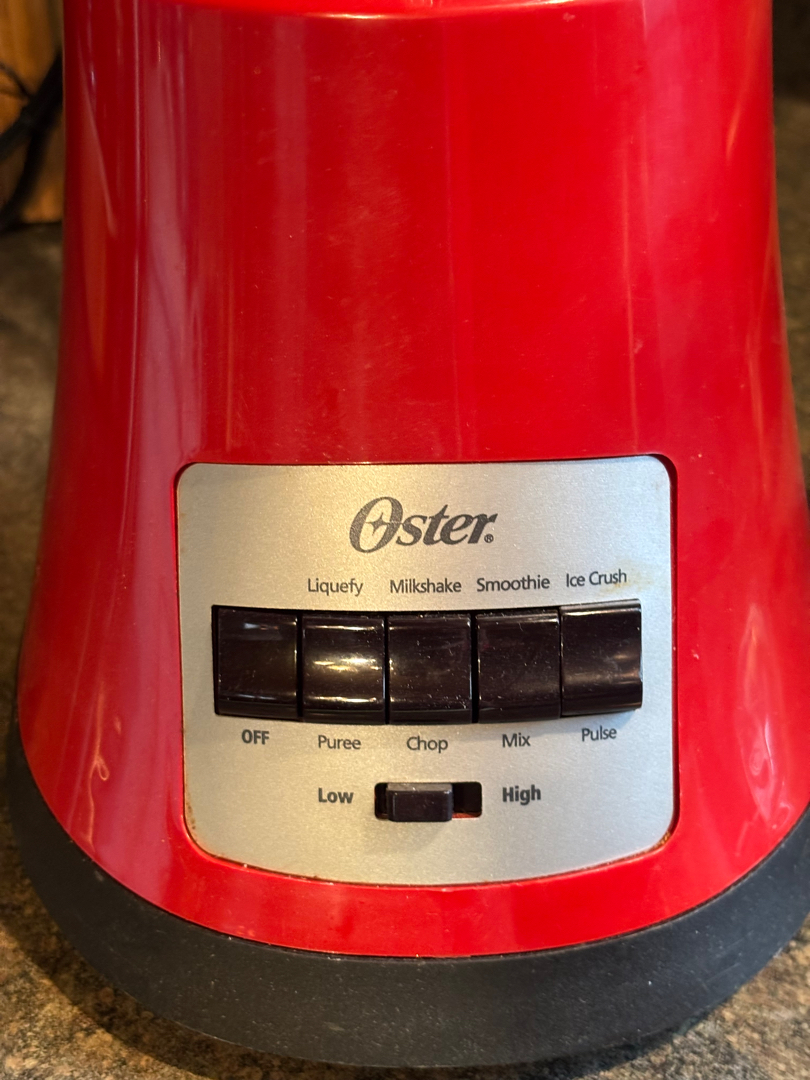 Oster®
Liquefy Milkshake Smoothie Ice Crush
OFF Puree Chop Mix Pulse
Low High